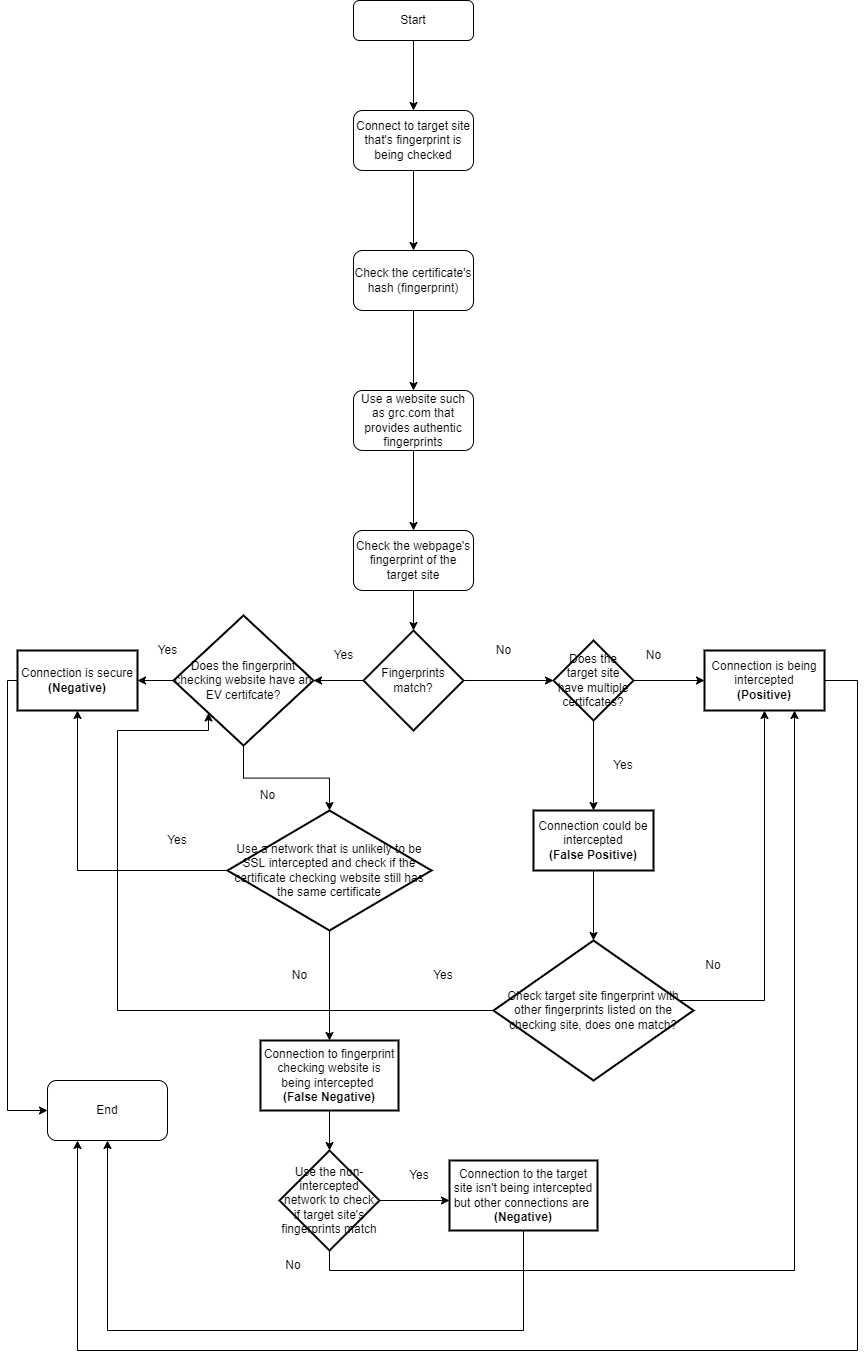 Start
Connect to target site
that's fingerprint is
being checked
Check the certificate's
hash (fingerprint)
Use a website such
as grc.com that
provides authentic
fingerprints
Check the webpage's
fingerprint of the
target site
Fingerprints
match?
Yes
No
Does the fingerprint
checking website have an
EV certifcate?
Yes
Connection is secure
(Negative)
Does the
target site
have multiple
certifcates?
No
Connection is being
intercepted
(Positive)
Yes
No
Connection could be
intercepted
(False Positive)
Yes
Use a network that is unlikely to be
SSL intercepted and check if the
certificate checking website still has
the same certificate
No
No
Yes
Check target site fingerprint with
other fingerprints listed on the
checking site, does one match?
Connection to fingerprint
checking website is
being intercepted
(False Negative)
End
Use the non-
intercepted
network to check
if target site's
fingerprints match
Yes
Connection to the target
site isn't being intercepted
but other connections are
(Negative)
No